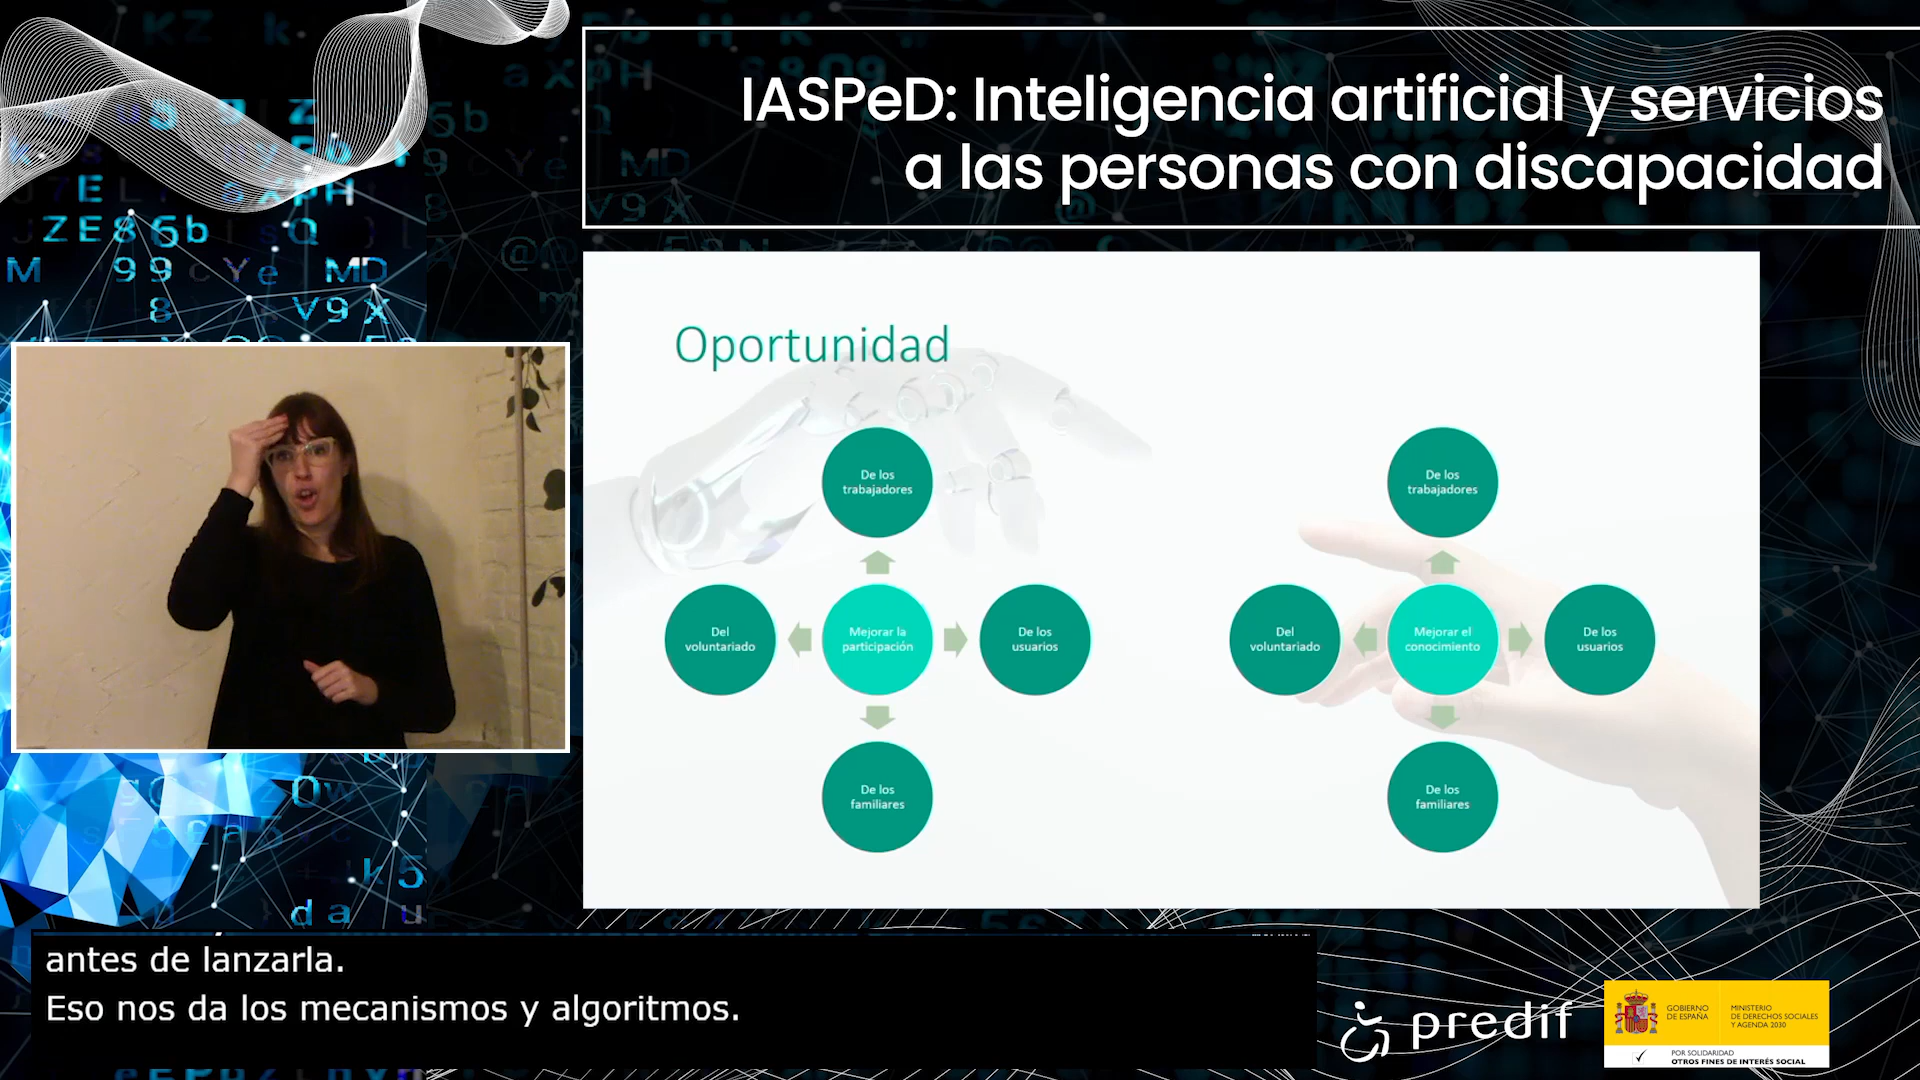 IASPeD: Inteligencia artificial y servicios
a las personas con discapacidad
Oportunidad
De los
trabajadores
Del
voluntariado
Mejorar la
participación
De los
usuarios
De los
familiares
De los
trabajadores
Del
voluntariado
Mejorar el
conocimiento
De los
usuarios
De los
familiares
antes de lanzarla.
Eso nos da los mecanismos y algoritmos.
predif
GOBIERNO
DE ESPAÑA
MINISTERIO
DE DERECHOS SOCIALES
Y AGENDA 2030
POR SOLIDARIDAD
OTROS FINES DE INTERÉS SOCIAL